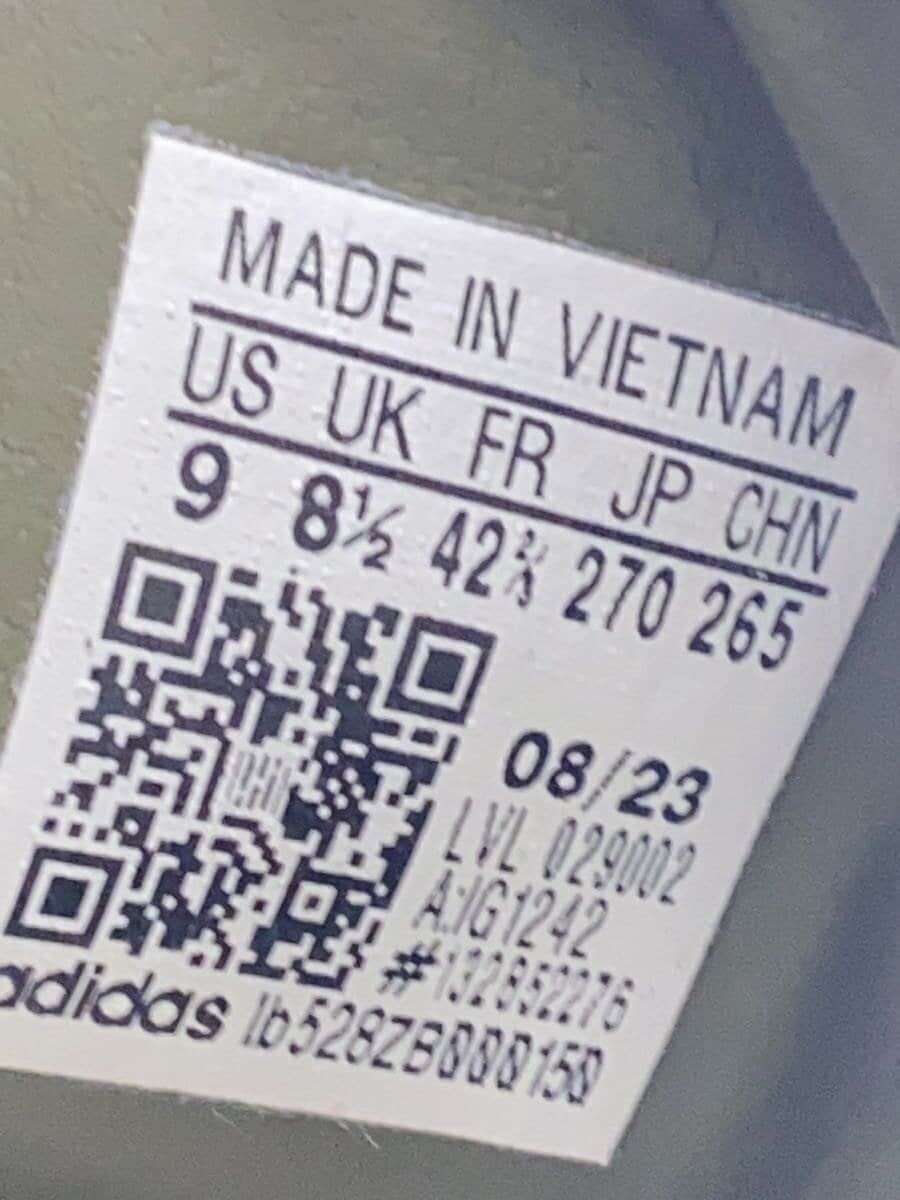 MADE IN VIETNAM
US UK FR JP CHN
9 8½ 42⅔ 270 265
08/23
LVL 029002
A:IG1242
#132852276
adidas 1b528ZB000150